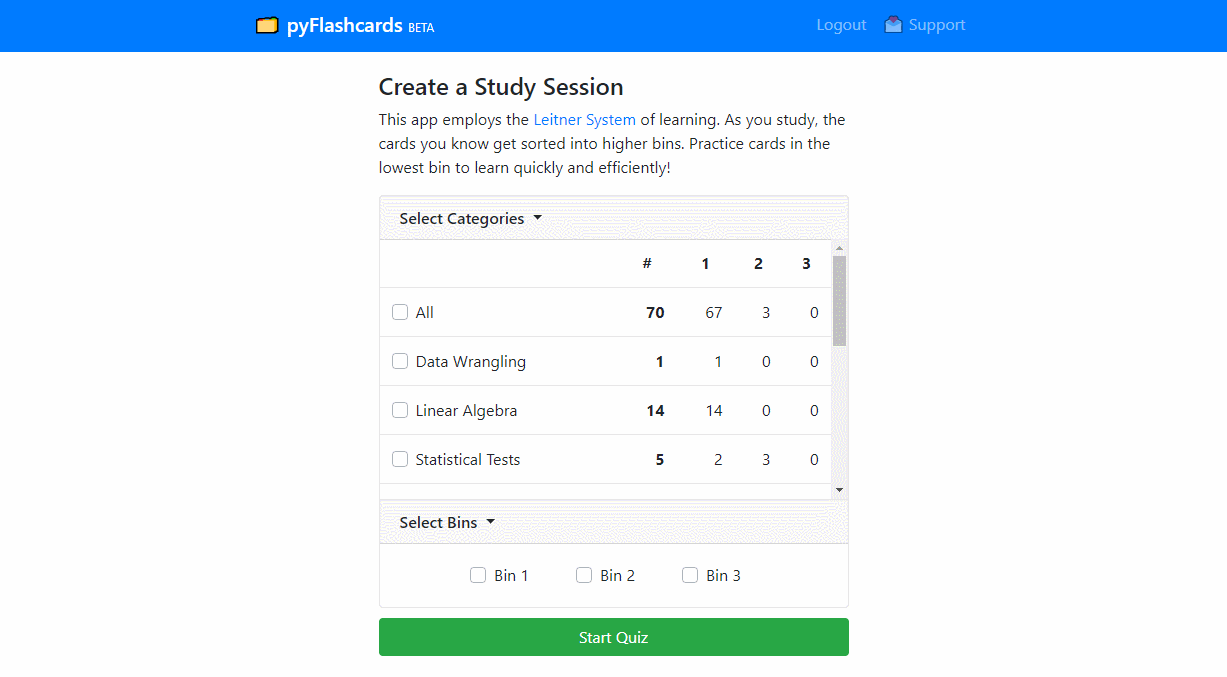 pyFlashcards BETA Logout Support
Create a Study Session
This app employs the Leitner System of learning. As you study, the
cards you know get sorted into higher bins. Practice cards in the
lowest bin to learn quickly and efficiently!
Select Categories
# 1 2 3
All 70 67 3 0
Data Wrangling 1 1 0 0
Linear Algebra 14 14 0 0
Statistical Tests 5 2 3 0
Select Bins
Bin 1 Bin 2 Bin 3
Start Quiz